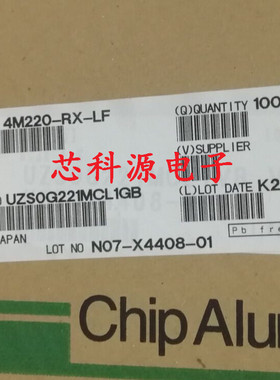 4M220-RX-LF
(Q)QUANTITY 100
(V)SUPPLIER
芯科源电子
UZS0G221MCL1GB
(L)LOT DATE K2
JAPAN
LOT NO N07-X4408-01
Pb fre
Chip Alu